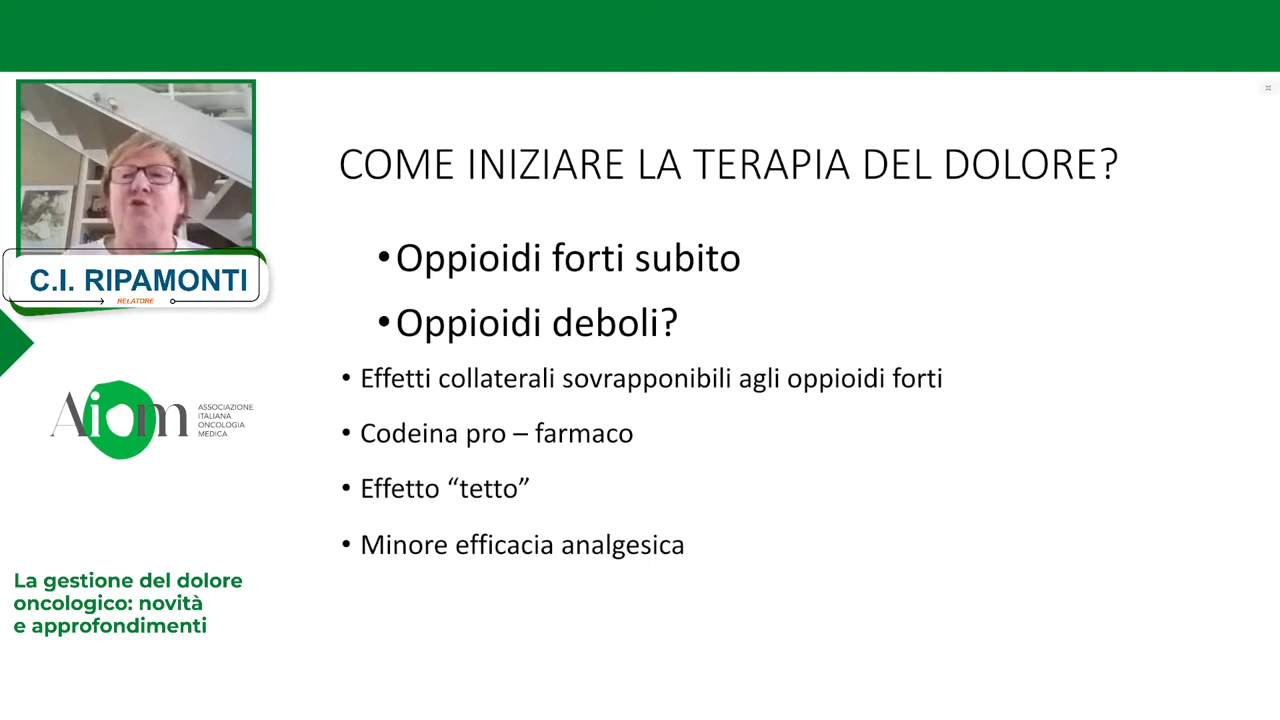 C.I. RIPAMONTI
RELATORE
Aiom
ASSOCIAZIONE
ITALIANA
ONCOLOGIA
MEDICA
La gestione del dolore
oncologico: novità
e approfondimenti
COME INIZIARE LA TERAPIA DEL DOLORE?
•Oppioidi forti subito
•Oppioidi deboli?
• Effetti collaterali sovrapponibili agli oppioidi forti
• Codeina pro – farmaco
• Effetto “tetto”
• Minore efficacia analgesica